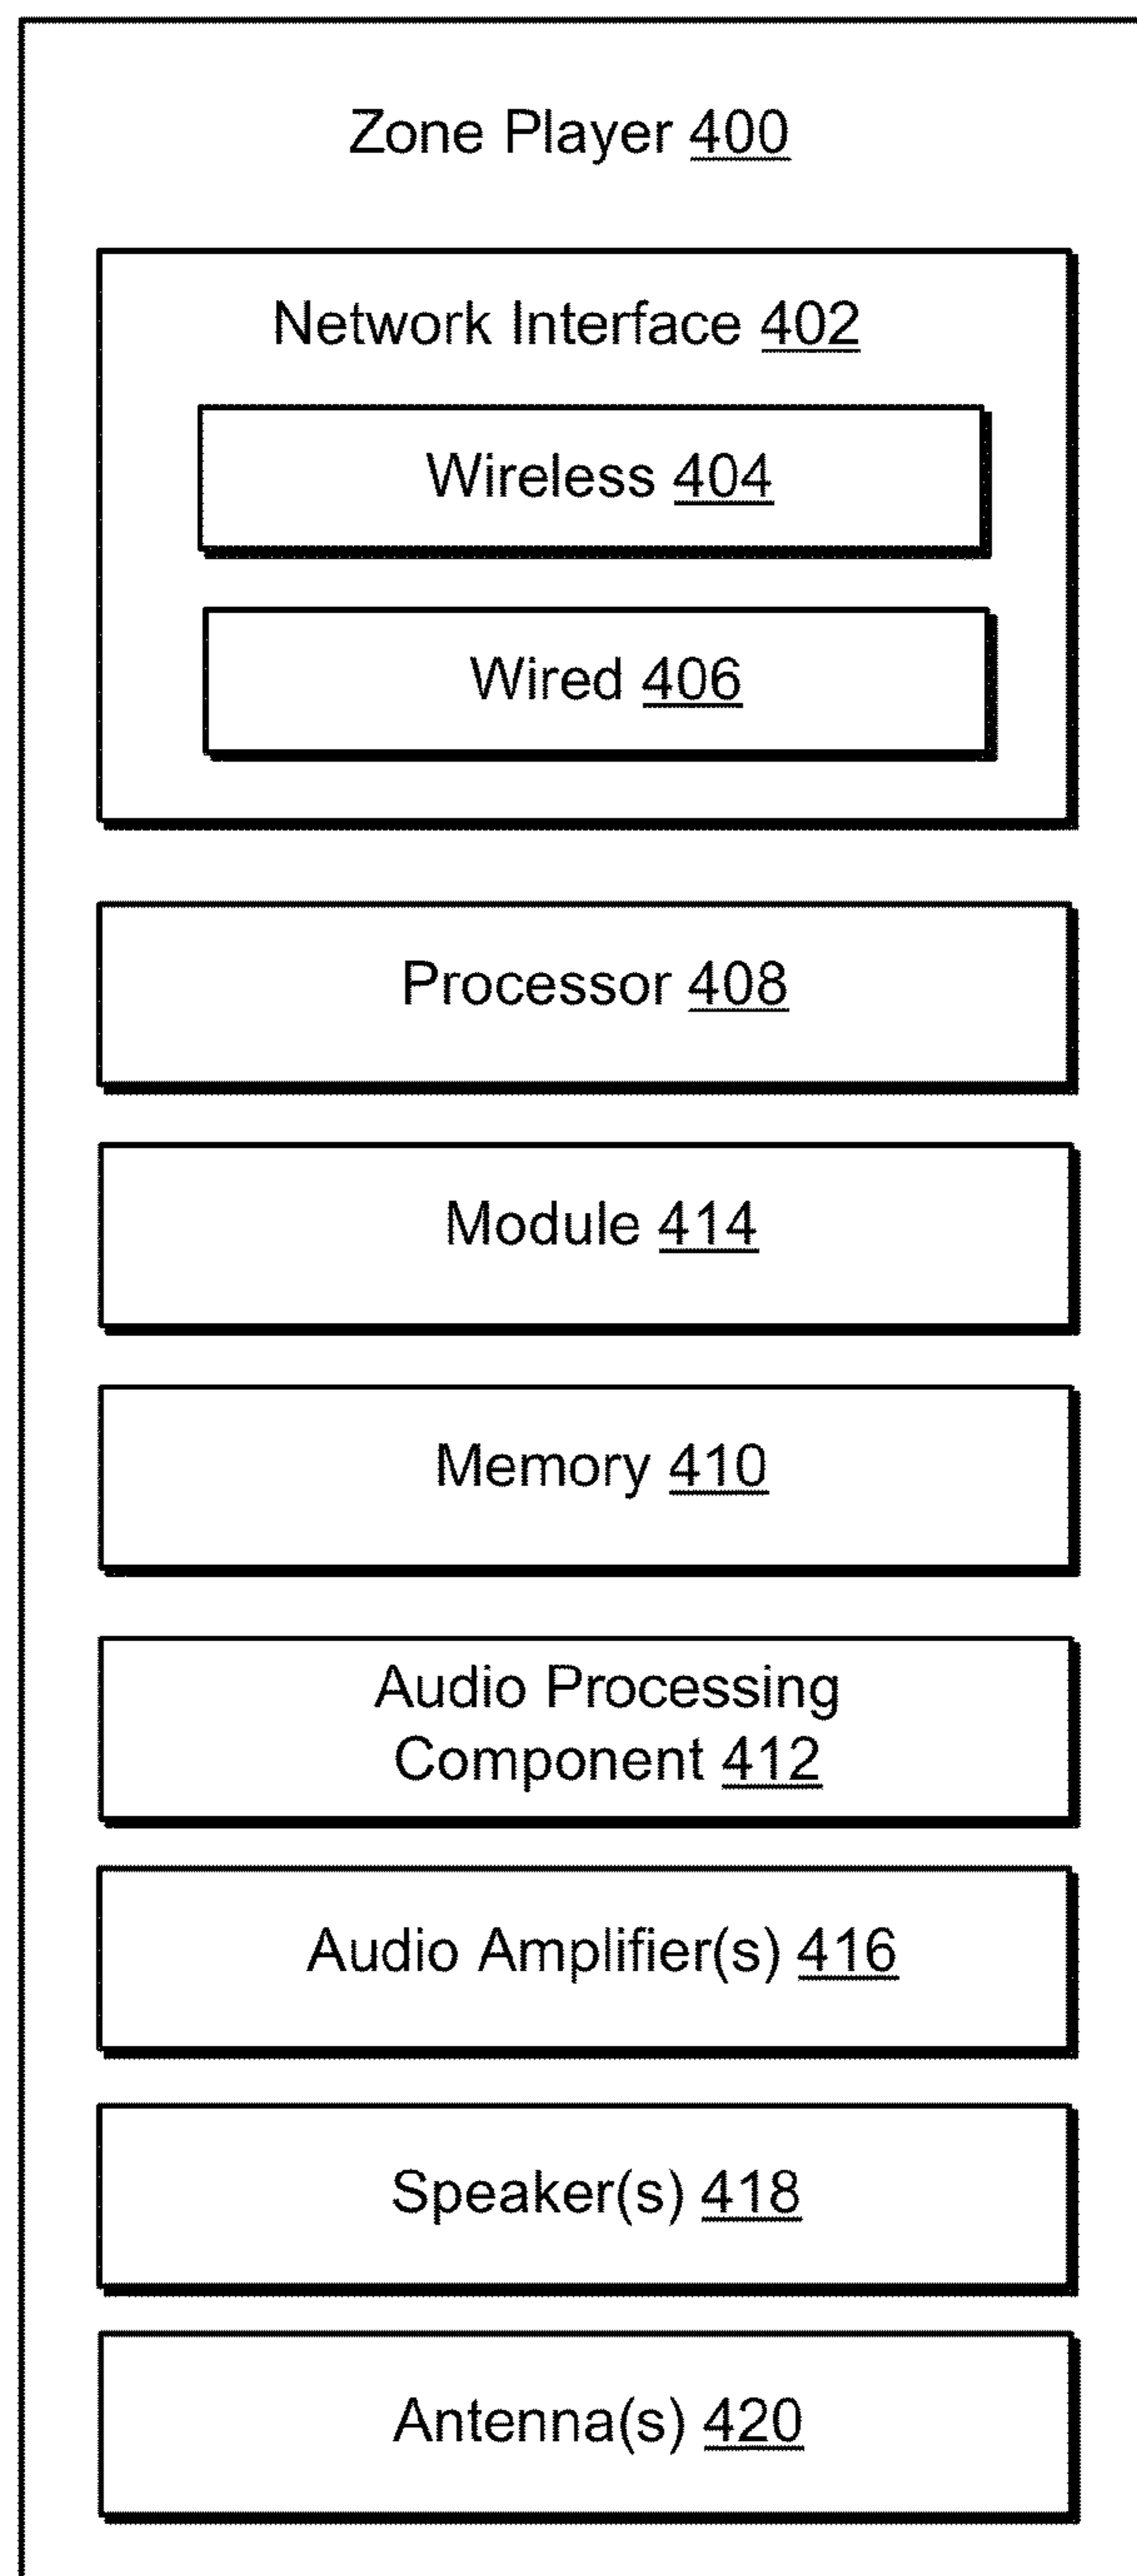 Zone Player 400
Network Interface 402
Wireless 404
Wired 406
Processor 408
Module 414
Memory 410
Audio Processing
Component 412
Audio Amplifier(s) 416
Speaker(s) 418
Antenna(s) 420